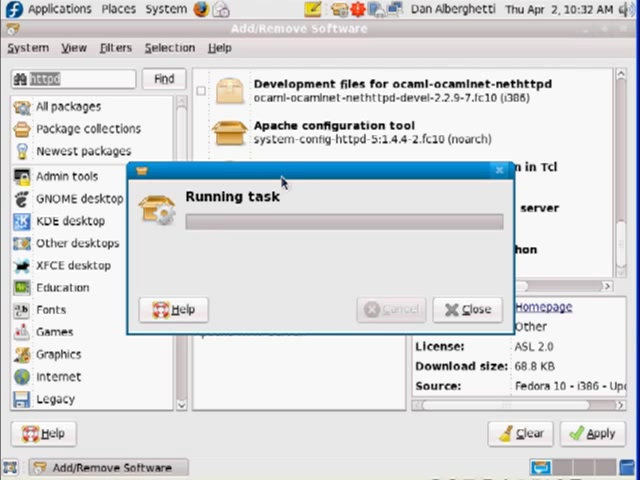 Applications Places System Dan Alberghetti Thu Apr 2, 10:32 AM
Add/Remove Software
System View Filters Selection Help
httpd Find
All packages
Package collections
Newest packages
Admin tools
GNOME desktop
KDE desktop
Other desktops
XFCE desktop
Education
Fonts
Games
Graphics
Internet
Legacy
Development files for ocaml-ocamlnet-nethttpd
ocaml-ocamlnet-nethttpd-devel-2.2.9-7.fc10 (i386)
Apache configuration tool
system-config-httpd-5:1.4.4-2.fc10 (noarch)
n in Tcl
server
hon
Running task
Help Cancel Close
Homepage
Other
License: ASL 2.0
Download size: 68.8 KB
Source: Fedora 10 - i386 - Upd
Help Clear Apply
Add/Remove Software